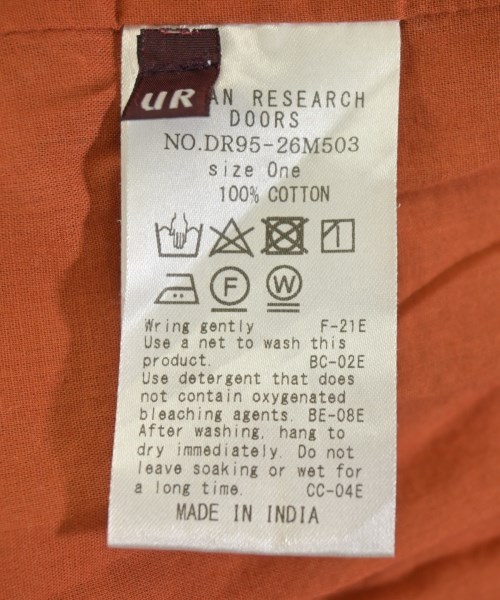 UR
AN RESEARCH
DOORS
NO.DR95-26M503
size One
100% COTTON
F
W
Wring gently F-21E
Use a net to wash this
product. BC-02E
Use detergent that does
not contain oxygenated
bleaching agents. BE-08E
After washing, hang to
dry immediately. Do not
leave soaking or wet for
a long time. CC-04E
MADE IN INDIA